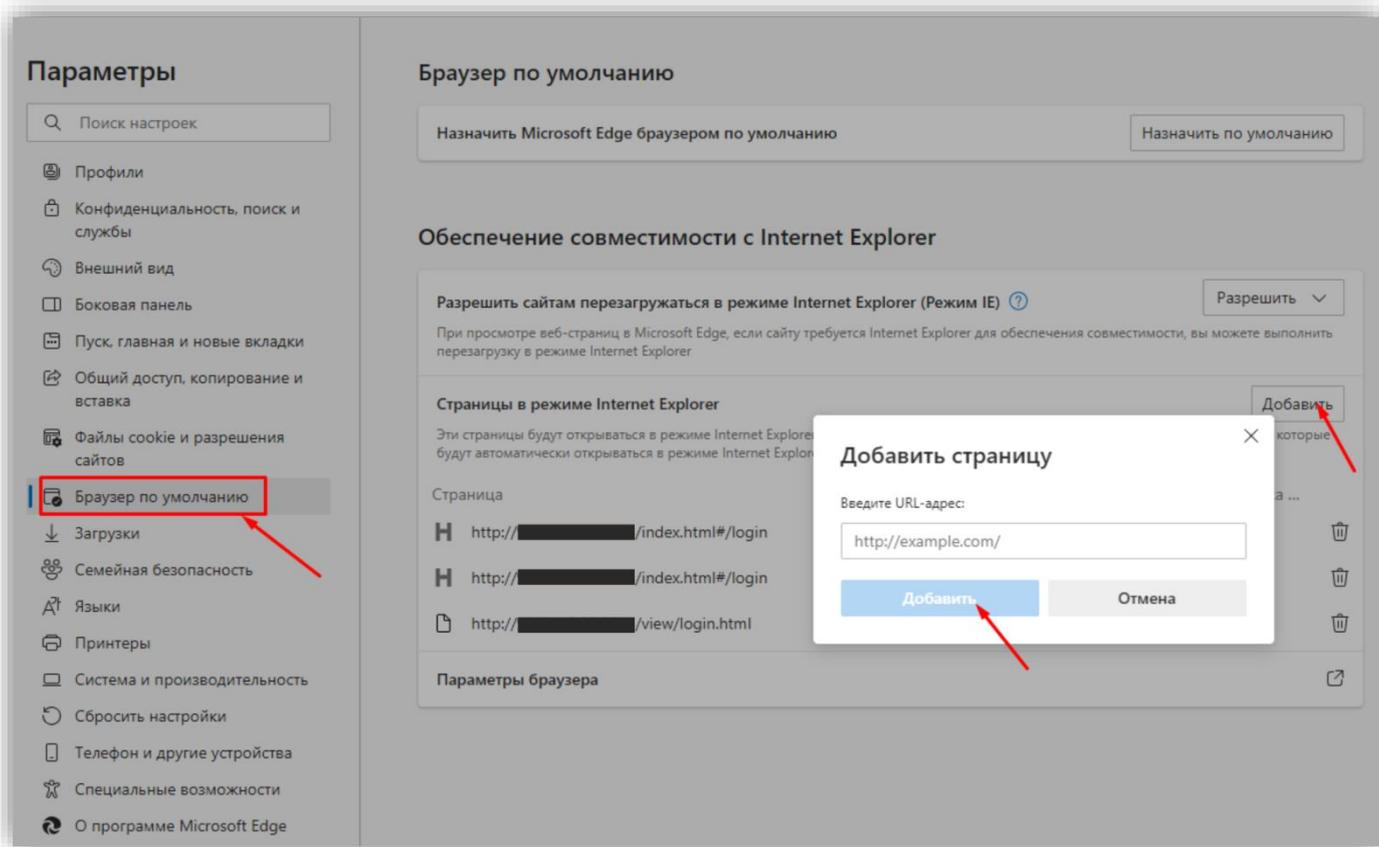 Параметры
Поиск настроек
Профили
Конфиденциальность, поиск и
службы
Внешний вид
Боковая панель
Пуск, главная и новые вкладки
Общий доступ, копирование и
вставка
Файлы cookie и разрешения
сайтов
Браузер по умолчанию
Загрузки
Семейная безопасность
Языки
Принтеры
Система и производительность
Сбросить настройки
Телефон и другие устройства
Специальные возможности
О программе Microsoft Edge
Браузер по умолчанию
Назначить Microsoft Edge браузером по умолчанию
Назначить по умолчанию
Обеспечение совместимости с Internet Explorer
Разрешить сайтам перезагружаться в режиме Internet Explorer (Режим IE)
Разрешить
При просмотре веб-страниц в Microsoft Edge, если сайту требуется Internet Explorer для обеспечения совместимости, вы можете выполнить
перезагрузку в режиме Internet Explorer
Страницы в режиме Internet Explorer
Добавить
Эти страницы будут открываться в режиме Internet которые
будут автоматически открываться в режиме Internet
Страница
http:// /index.html#/login
http:// /index.html#/login
http:// /view/login.html
Параметры браузера
Добавить страницу
Введите URL-адрес:
http://example.com/
Добавить
Отмена